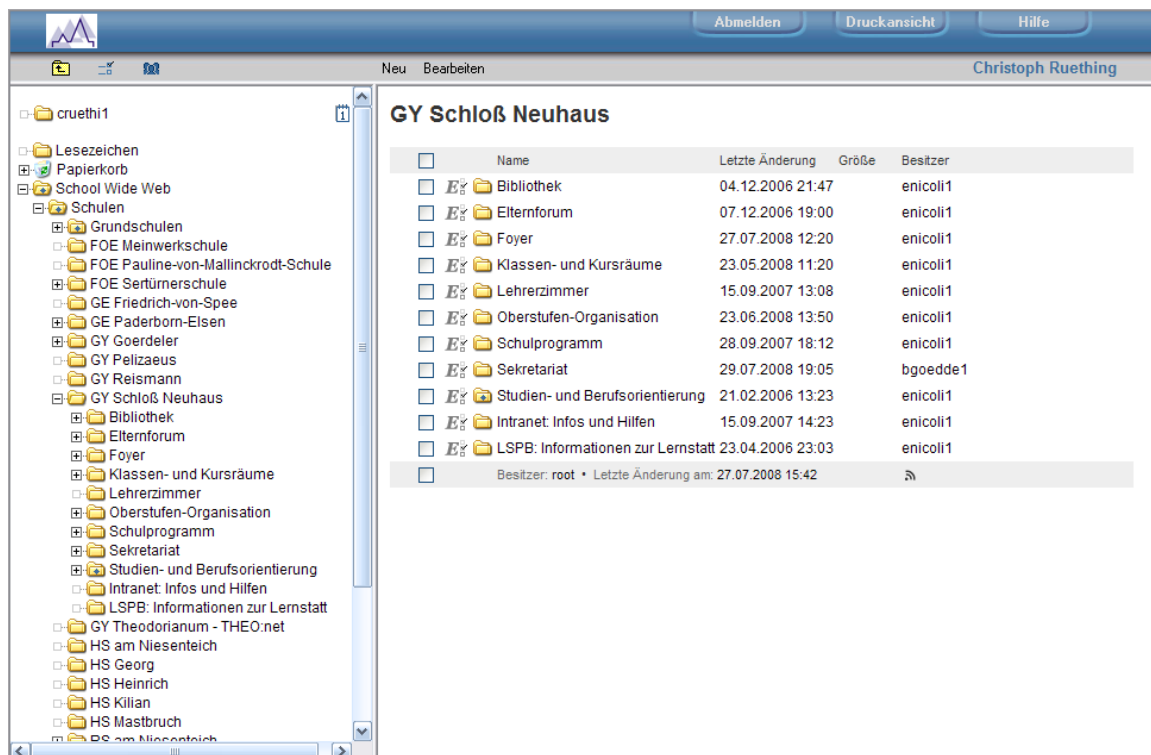 Abmelden Druckansicht Hilfe
Neu Bearbeiten Christoph Ruething
cruethi1
Lesezeichen
Papierkorb
School Wide Web
Schulen
Grundschulen
FOE Meinwerkschule
FOE Pauline-von-Mallinckrodt-Schule
FOE Sertürnerschule
GE Friedrich-von-Spee
GE Paderborn-Elsen
GY Goerdeler
GY Pelizaeus
GY Reismann
GY Schloß Neuhaus
Bibliothek
Elternforum
Foyer
Klassen- und Kursräume
Lehrerzimmer
Oberstufen-Organisation
Schulprogramm
Sekretariat
Studien- und Berufsorientierung
Intranet: Infos und Hilfen
LSPB: Informationen zur Lernstatt
GY Theodorianum - THEO:net
HS am Niesenteich
HS Georg
HS Heinrich
HS Kilian
HS Mastbruch
RS am Niesenteich
GY Schloß Neuhaus
Name Letzte Änderung Größe Besitzer
E Bibliothek 04.12.2006 21:47 enicoli1
E Elternforum 07.12.2006 19:00 enicoli1
E Foyer 27.07.2008 12:20 enicoli1
E Klassen- und Kursräume 23.05.2008 11:20 enicoli1
E Lehrerzimmer 15.09.2007 13:08 enicoli1
E Oberstufen-Organisation 23.06.2008 13:50 enicoli1
E Schulprogramm 28.09.2007 18:12 enicoli1
E Sekretariat 29.07.2008 19:05 bgoedde1
E Studien- und Berufsorientierung 21.02.2006 13:23 enicoli1
E Intranet: Infos und Hilfen 15.09.2007 14:23 enicoli1
E LSPB: Informationen zur Lernstatt 23.04.2006 23:03 enicoli1
Besitzer: root • Letzte Änderung am: 27.07.2008 15:42